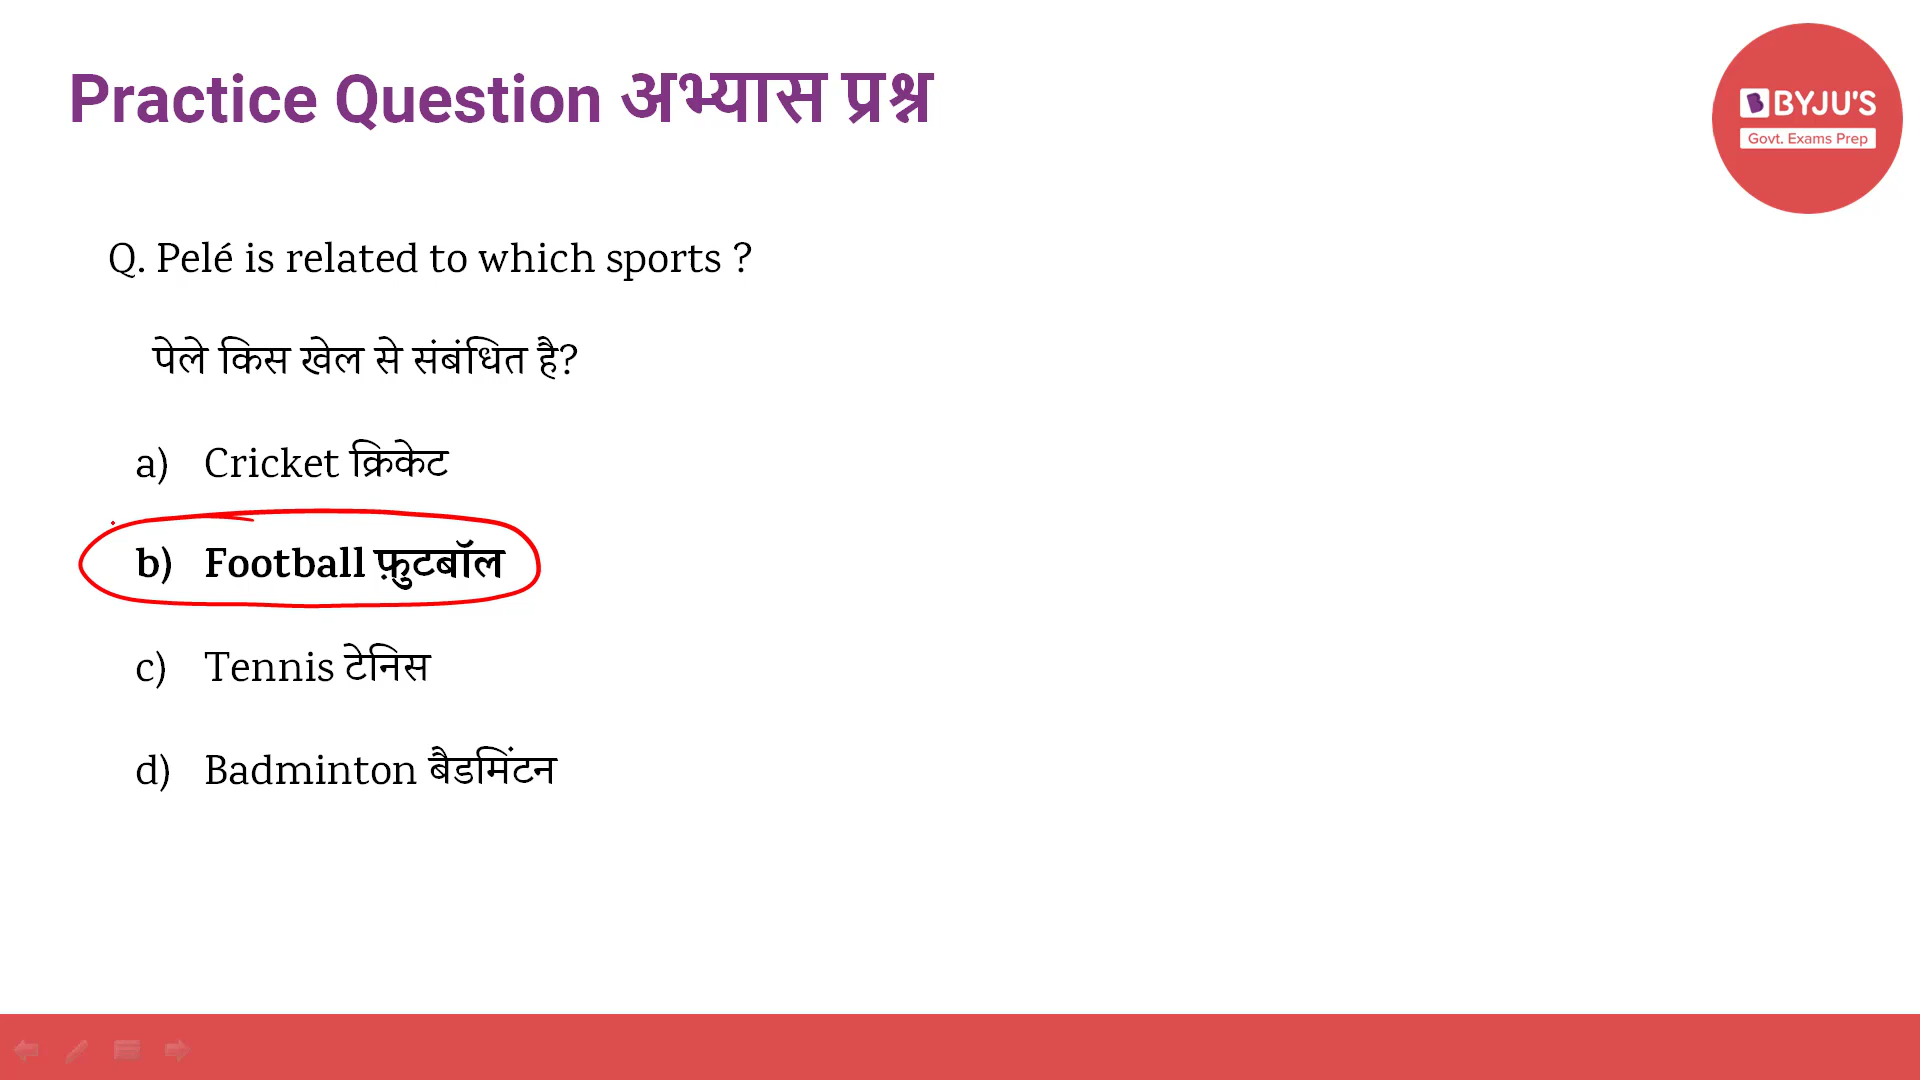 Practice Question अभ्यास प्रश्न
BYJU'S
Govt. Exams Prep
Q. Pelé is related to which sports ?
पेले किस खेल से संबंधित है?
a) Cricket क्रिकेट
b) Football फ़ुटबॉल
c) Tennis टेनिस
d) Badminton बैडमिंटन